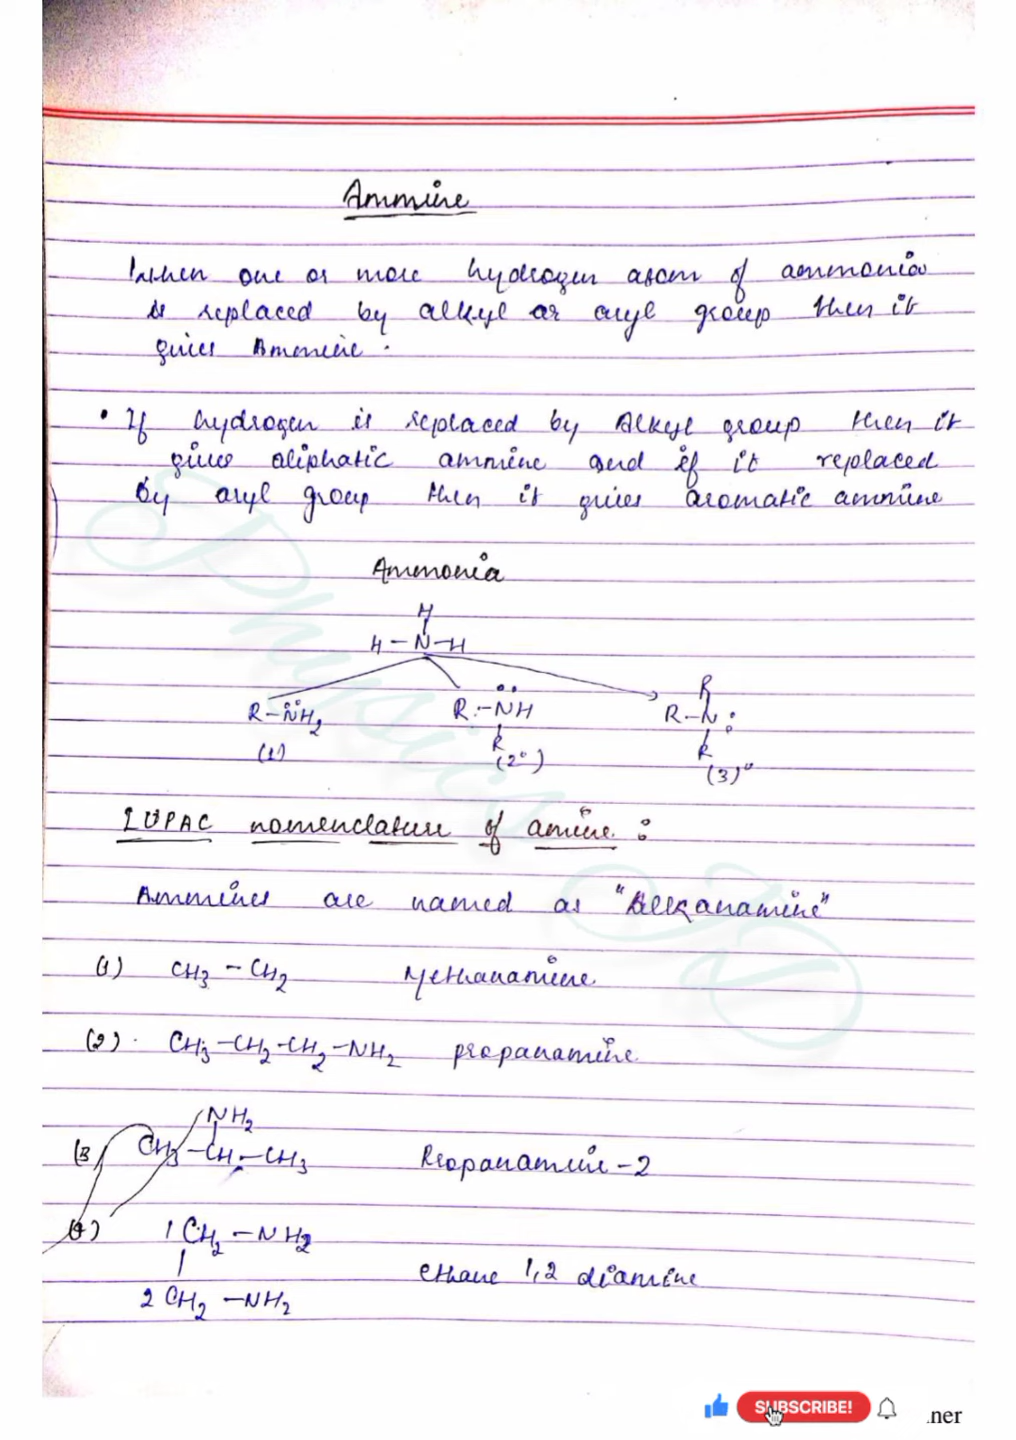 Ammine
When one or more hydrogen atom of ammonia
is replaced by alkyl or aryl group then it
gives Ammine .
• If hydrogen is replaced by Alkyl group then it
gives aliphatic ammine and if it replaced
by aryl group then it gives aromatic ammine
Ammonia
H
H-N-H
R-N̈H₂ R-N̈H R-N:
R R R
(1) (2°) (3)°
IUPAC nomenclature of amine :
Ammines are named as "Alkanamine"
(1) CH₃-CH₂ Methanamine
(2) . CH₃-CH₂-CH₂-NH₂ propanamine
NH₂
(3) CH₃-CH-CH₃ Propanamine-2
(4) 1 CH₂-NH₂
ethane 1,2 diamine
2 CH₂-NH₂
Physics
SUBSCRIBE!
.ner